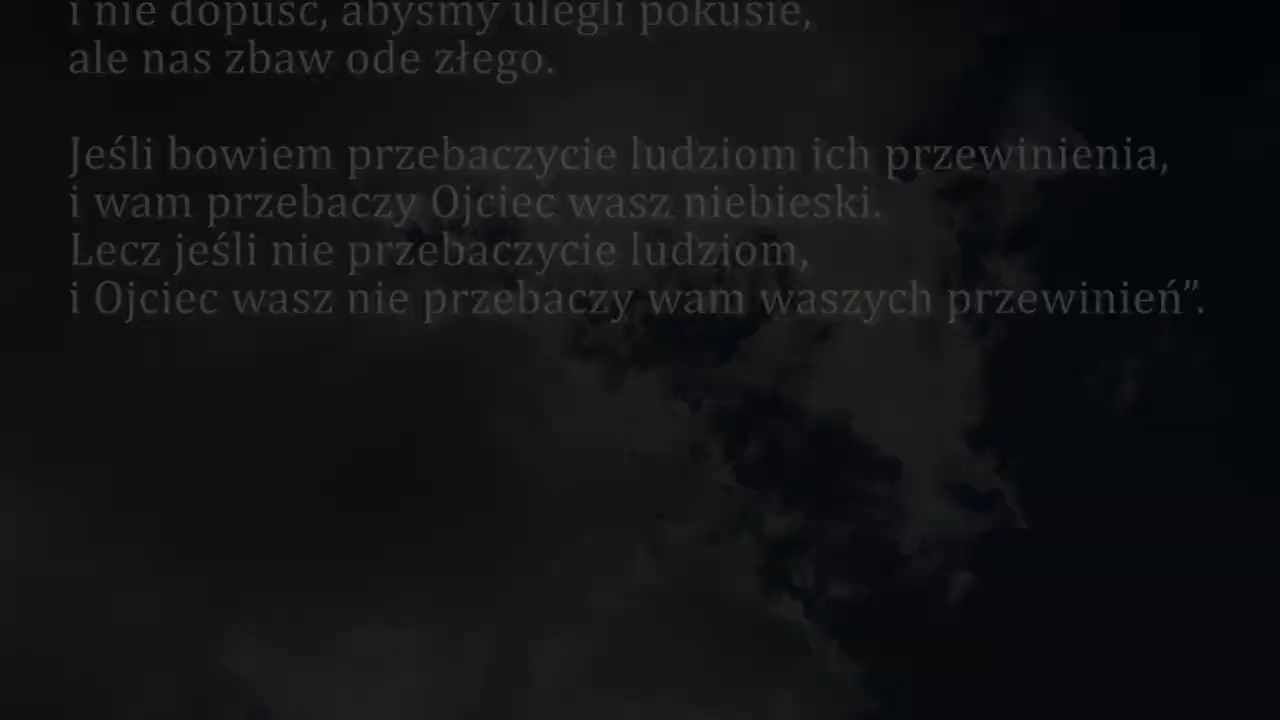 i nie dopuść, abyśmy ulegli pokusie,
ale nas zbaw ode złego.
Jeśli bowiem przebaczycie ludziom ich przewinienia,
i wam przebaczy Ojciec wasz niebieski.
Lecz jeśli nie przebaczycie ludziom,
i Ojciec wasz nie przebaczy wam waszych przewinień”.